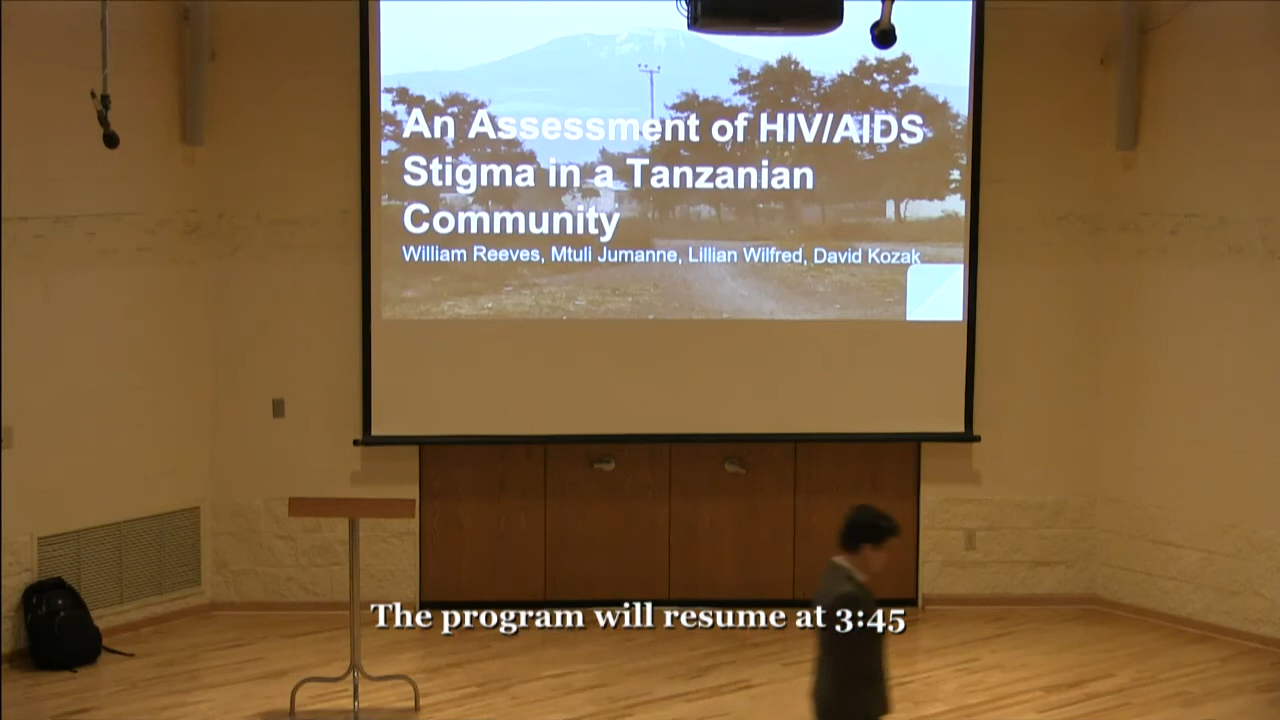 An Assessment of HIV/AIDS
Stigma in a Tanzanian
Community
William Reeves, Mtuli Jumanne, Lillian Wilfred, David Kozak
The program will resume at 3:45